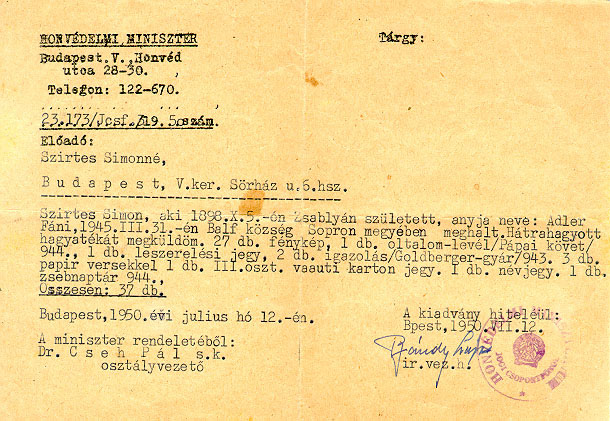 HONVÉDELMI MINISZTER
Tárgy:
Budapest.V.,Honvéd
utca 28-30.
Telegon: 122-670.
23.173/Jcsf.3./19.50.szám.
Előadó:
Szirtes Simonné,
Budapest, V.ker. Sörház u.6.hsz.
Szirtes Simon, aki 1898.X.5.-én Zsablyán született, anyja neve: Adler
Fáni,1945.III.31.-én Balf község Sopron megyében meghalt.Hátrahagyott
hagyatékát megküldöm. 27 db. fénykép, 1 db. oltalom-levél/Pápai követ/
944., 1 db. leszerelési jegy, 2 db. igazolás/Goldberger-gyár/943. 3 db.
papir versekkel 1 db. III.oszt. vasuti karton jegy. I db. névjegy. 1 db.
zsebnaptár 944.,
Összesen: 37 db.
Budapest,1950.évi julius hó 12.-én.
A kiadvány hiteléül:
Bpest,1950.VII.12.
A miniszter rendeletéből:
Dr. Cseh Pál s.k.
osztályvezető
ir.vez.h.